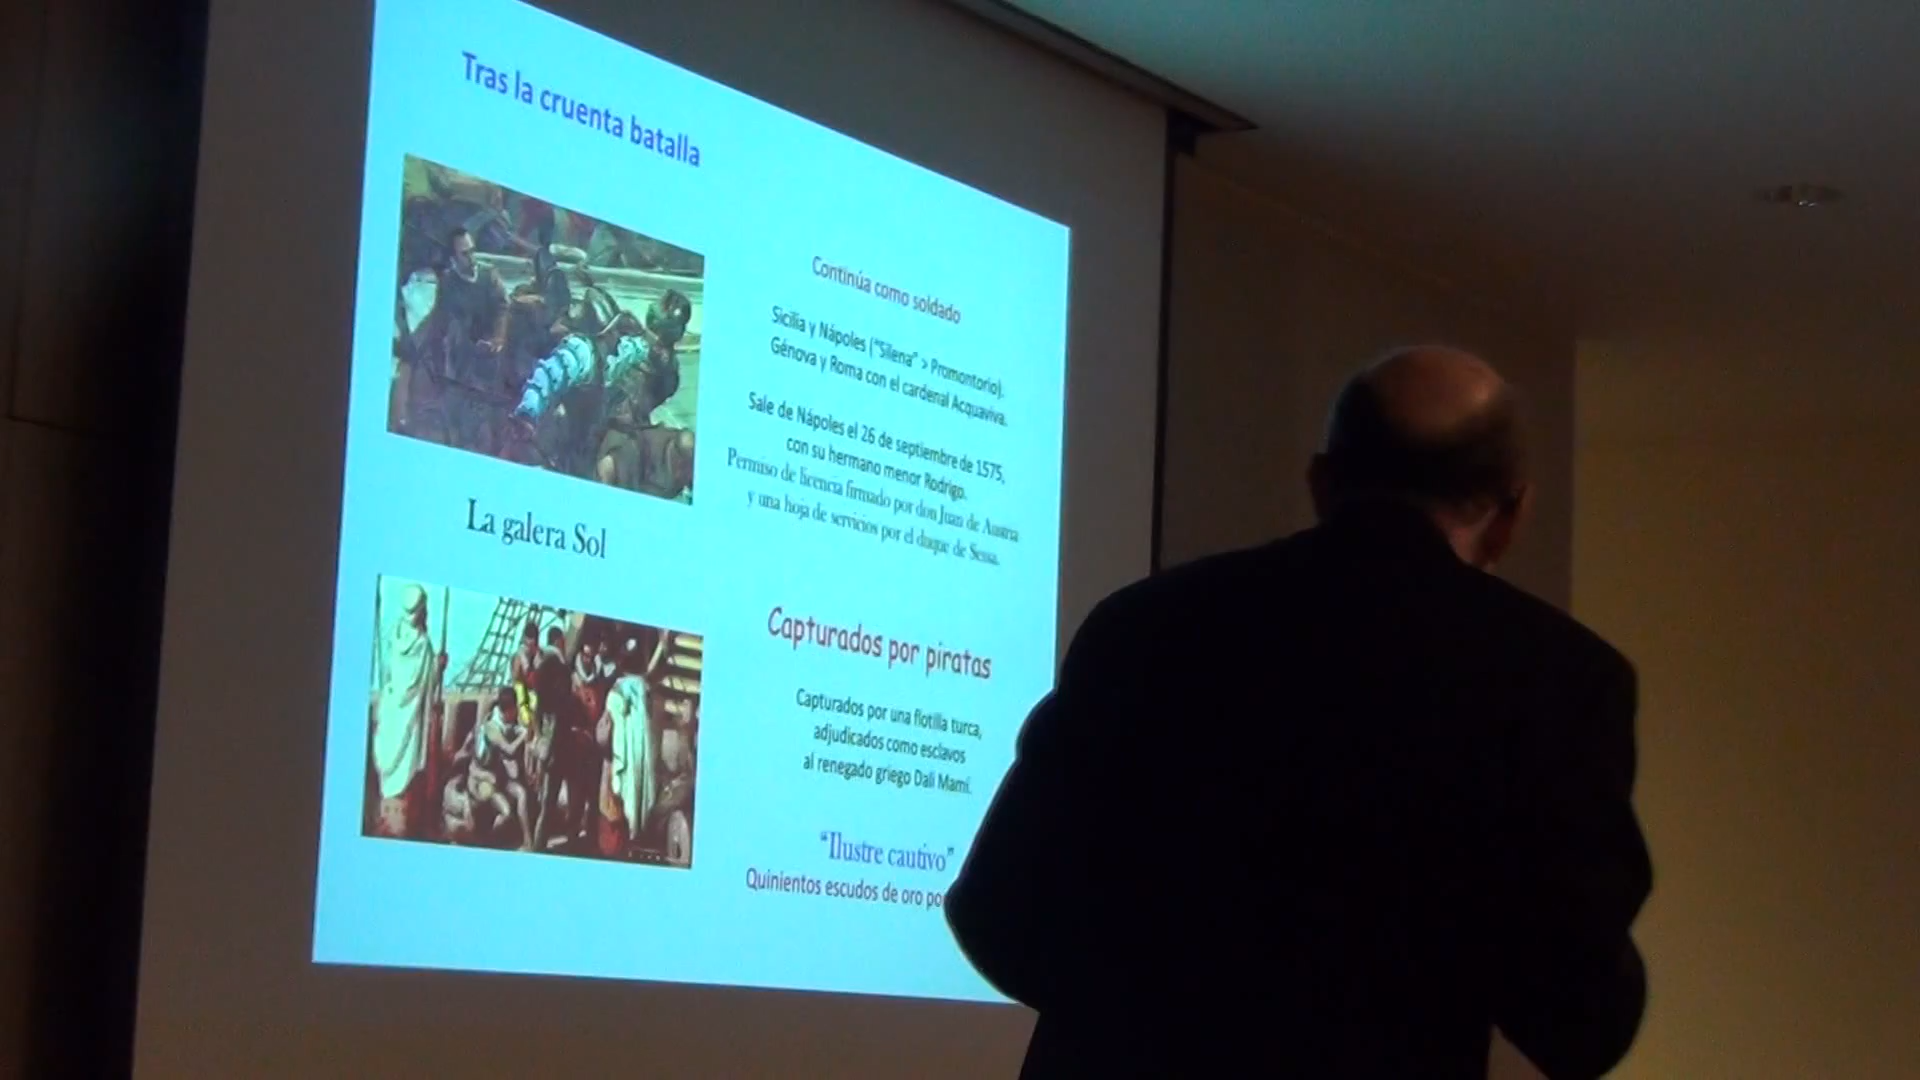 Tras la cruenta batalla
Continúa como soldado
Sicilia y Nápoles ("Silena" > Promontorio).
Génova y Roma con el cardenal Acquaviva.
Sale de Nápoles el 26 de septiembre de 1575,
con su hermano menor Rodrigo.
Permiso de licencia firmado por don Juan de Austria
y una hoja de servicios por el duque de Sessa.
La galera Sol
Capturados por piratas
Capturados por una flotilla turca,
adjudicados como esclavos
al renegado griego Dalí Mamí.
“Ilustre cautivo”
Quinientos escudos de oro